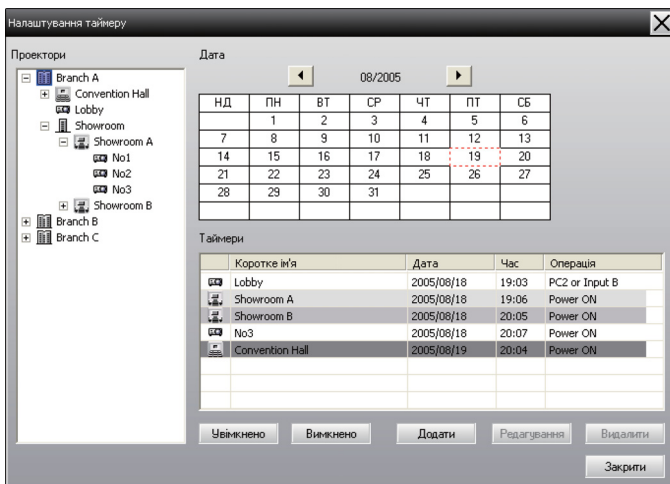 Налаштування таймеру
Проектори
Branch A
Convention Hall
Lobby
Showroom
Showroom A
No1
No2
No3
Showroom B
Branch B
Branch C
Дата
08/2005
НД ПН ВТ СР ЧТ ПТ СБ
1 2 3 4 5 6
7 8 9 10 11 12 13
14 15 16 17 18 19 20
21 22 23 24 25 26 27
28 29 30 31
Таймери
Коротке ім'я Дата Час Операція
Lobby 2005/08/18 19:03 PC2 or Input B
Showroom A 2005/08/18 19:06 Power ON
Showroom B 2005/08/18 20:05 Power ON
No3 2005/08/18 20:07 Power ON
Convention Hall 2005/08/19 20:04 Power ON
Увімкнено Вимкнено Додати Редагування Видалити
Закрити